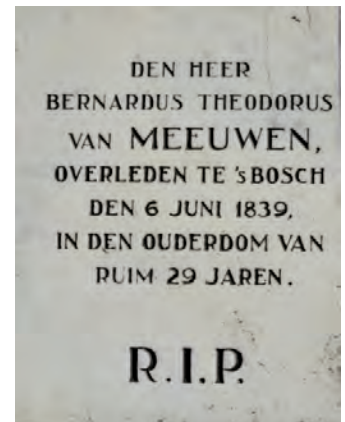 DEN HEER
BERNARDUS THEODORUS
VAN MEEUWEN,
OVERLEDEN TE 'sBOSCH
DEN 6 JUNI 1839,
IN DEN OUDERDOM VAN
RUIM 29 JAREN.
R.I.P.